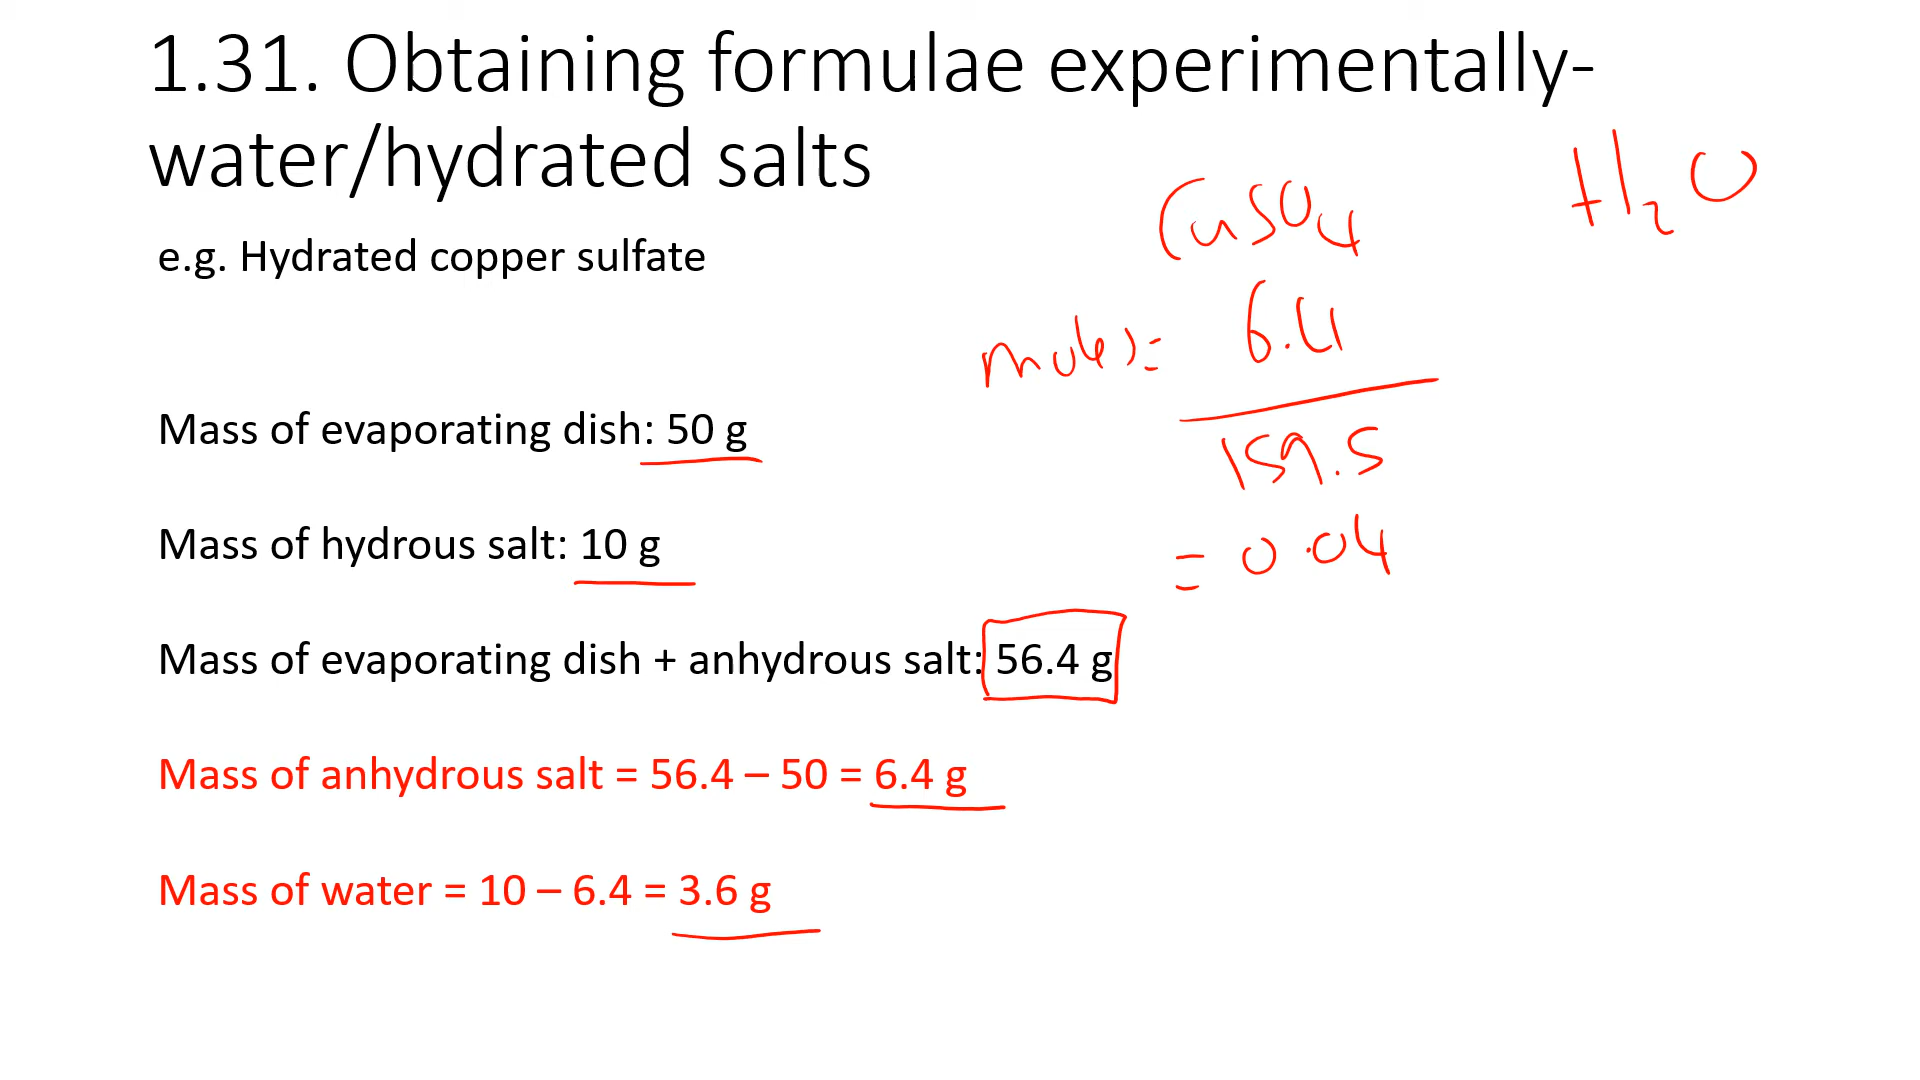 1.31. Obtaining formulae experimentally-
water/hydrated salts
e.g. Hydrated copper sulfate
CuSO4
H2O
moles= 6.4
159.5
= 0.04
Mass of evaporating dish: 50 g
Mass of hydrous salt: 10 g
Mass of evaporating dish + anhydrous salt: 56.4 g
Mass of anhydrous salt = 56.4 – 50 = 6.4 g
Mass of water = 10 – 6.4 = 3.6 g